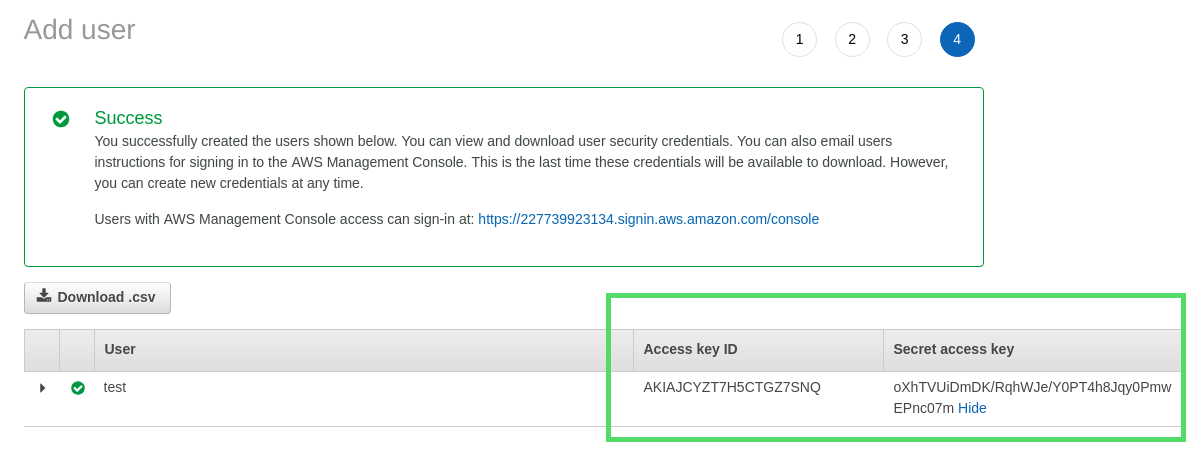 Add user
1 2 3 4
Success
You successfully created the users shown below. You can view and download user security credentials. You can also email users
instructions for signing in to the AWS Management Console. This is the last time these credentials will be available to download. However,
you can create new credentials at any time.
Users with AWS Management Console access can sign-in at: https://227739923134.signin.aws.amazon.com/console
Download .csv
User Access key ID Secret access key
test AKIAJCYZT7H5CTGZ7SNQ oXhTVUiDmDK/RqhWJe/Y0PT4h8Jqy0Pmw
EPnc07m Hide